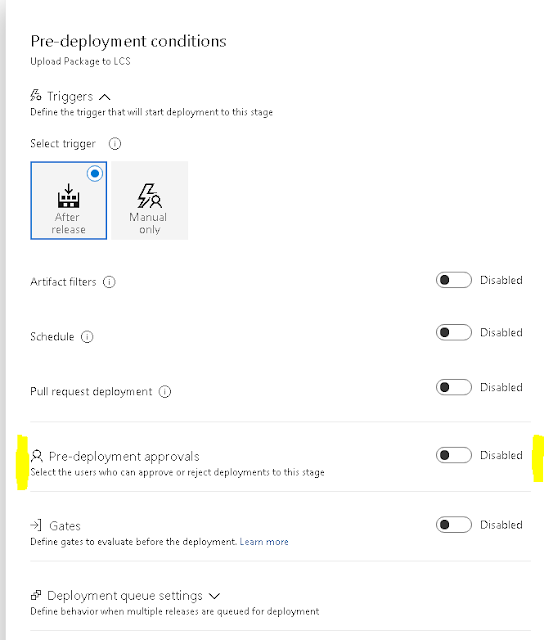 Pre-deployment conditions
Upload Package to LCS
Triggers
Define the trigger that will start deployment to this stage
Select trigger
After
release
Manual
only
Artifact filters
Disabled
Schedule
Disabled
Pull request deployment
Disabled
Pre-deployment approvals
Disabled
Select the users who can approve or reject deployments to this stage
Gates
Disabled
Define gates to evaluate before the deployment. Learn more
Deployment queue settings
Define behavior when multiple releases are queued for deployment